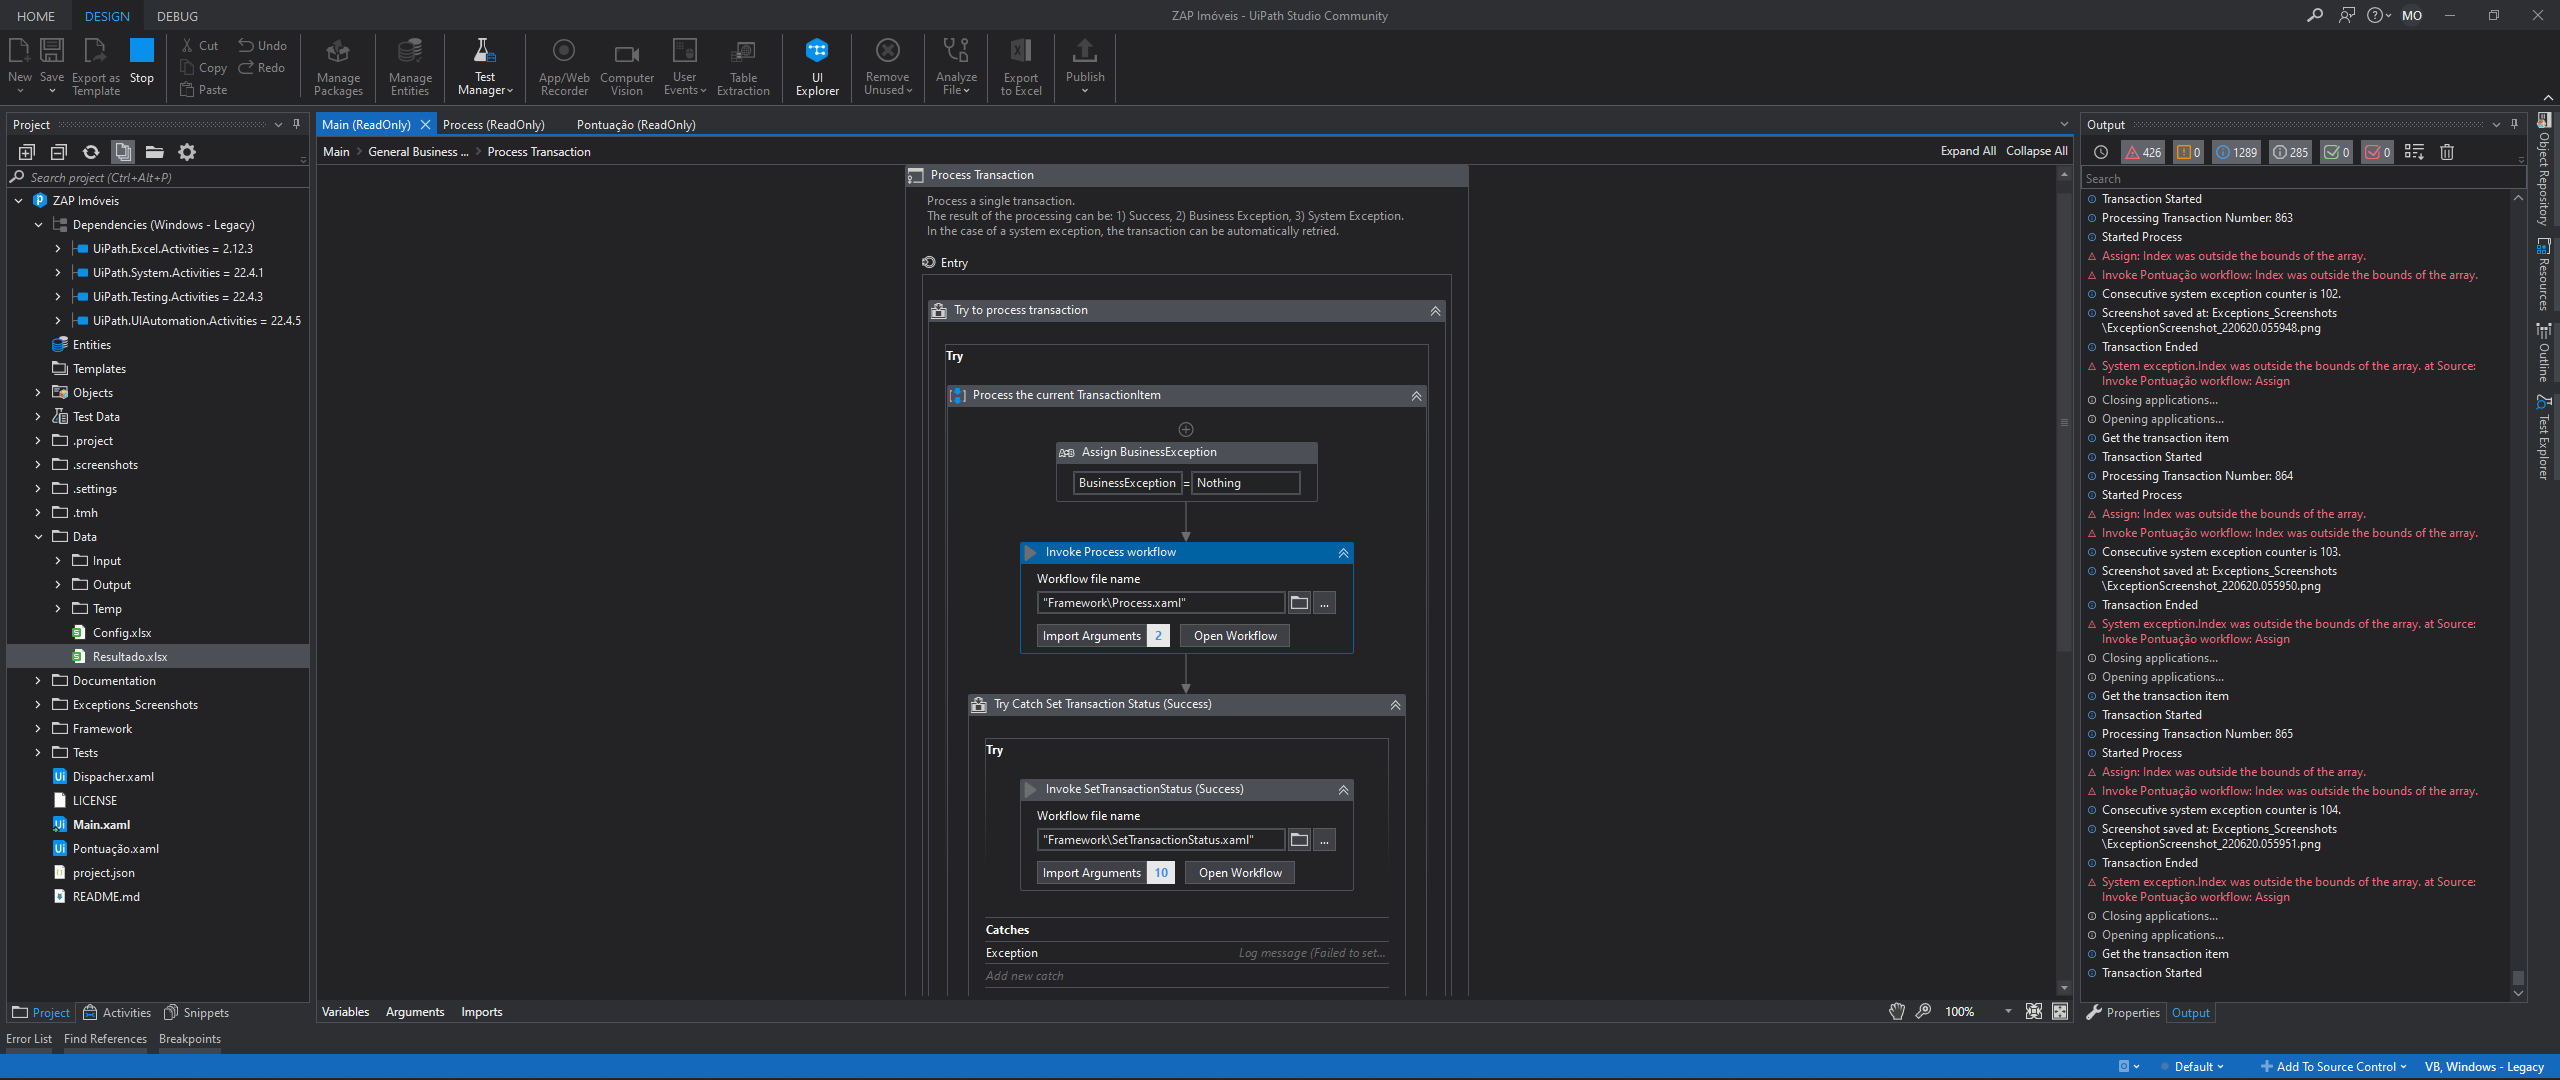 HOME
DESIGN
DEBUG
ZAP Imóveis - UiPath Studio Community
MO
New
Save
Export as
Template
Stop
Cut
Copy
Paste
Undo
Redo
Manage
Packages
Manage
Entities
Test
Manager
App/Web
Recorder
Computer
Vision
User
Events
Table
Extraction
UI
Explorer
Remove
Unused
Analyze
File
Export
to Excel
Publish
Project
Search project (Ctrl+Alt+P)
ZAP Imóveis
Dependencies (Windows - Legacy)
UiPath.Excel.Activities = 2.12.3
UiPath.System.Activities = 22.4.1
UiPath.Testing.Activities = 22.4.3
UiPath.UIAutomation.Activities = 22.4.5
Entities
Templates
Objects
Test Data
.project
.screenshots
.settings
.tmh
Data
Input
Output
Temp
Config.xlsx
Resultado.xlsx
Documentation
Exceptions_Screenshots
Framework
Tests
Dispacher.xaml
LICENSE
Main.xaml
Pontuação.xaml
project.json
README.md
Project
Activities
Snippets
Main (ReadOnly)
Process (ReadOnly)
Pontuação (ReadOnly)
Main > General Business ... > Process Transaction
Expand All
Collapse All
Process Transaction
Process a single transaction.
The result of the processing can be: 1) Success, 2) Business Exception, 3) System Exception.
In the case of a system exception, the transaction can be automatically retried.
Entry
Try to process transaction
Try
Process the current TransactionItem
Assign BusinessException
BusinessException = Nothing
Invoke Process workflow
Workflow file name
"Framework\Process.xaml"
...
Import Arguments 2
Open Workflow
Try Catch Set Transaction Status (Success)
Try
Invoke SetTransactionStatus (Success)
Workflow file name
"Framework\SetTransactionStatus.xaml"
...
Import Arguments 10
Open Workflow
Catches
Exception
Log message (Failed to set...
Add new catch
Variables
Arguments
Imports
100%
Output
426
0
1289
285
0
0
Search
Transaction Started
Processing Transaction Number: 863
Started Process
Assign: Index was outside the bounds of the array.
Invoke Pontuação workflow: Index was outside the bounds of the array.
Consecutive system exception counter is 102.
Screenshot saved at: Exceptions_Screenshots
\ExceptionScreenshot_220620.055948.png
Transaction Ended
System exception.Index was outside the bounds of the array. at Source:
Invoke Pontuação workflow: Assign
Closing applications...
Opening applications...
Get the transaction item
Transaction Started
Processing Transaction Number: 864
Started Process
Assign: Index was outside the bounds of the array.
Invoke Pontuação workflow: Index was outside the bounds of the array.
Consecutive system exception counter is 103.
Screenshot saved at: Exceptions_Screenshots
\ExceptionScreenshot_220620.055950.png
Transaction Ended
System exception.Index was outside the bounds of the array. at Source:
Invoke Pontuação workflow: Assign
Closing applications...
Opening applications...
Get the transaction item
Transaction Started
Processing Transaction Number: 865
Started Process
Assign: Index was outside the bounds of the array.
Invoke Pontuação workflow: Index was outside the bounds of the array.
Consecutive system exception counter is 104.
Screenshot saved at: Exceptions_Screenshots
\ExceptionScreenshot_220620.055951.png
Transaction Ended
System exception.Index was outside the bounds of the array. at Source:
Invoke Pontuação workflow: Assign
Closing applications...
Opening applications...
Get the transaction item
Transaction Started
Properties
Output
Object Repository
Resources
Outline
Test Explorer
Error List
Find References
Breakpoints
Default
Add To Source Control
VB, Windows - Legacy